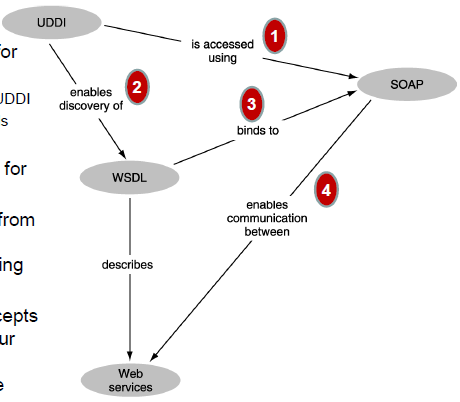 UDDI
for
is accessed
using
1
SOAP
enables
discovery of
2
UDDI
s
3
binds to
for
WSDL
4
from
enables
communication
between
ing
describes
cepts
ur
Web
services
e